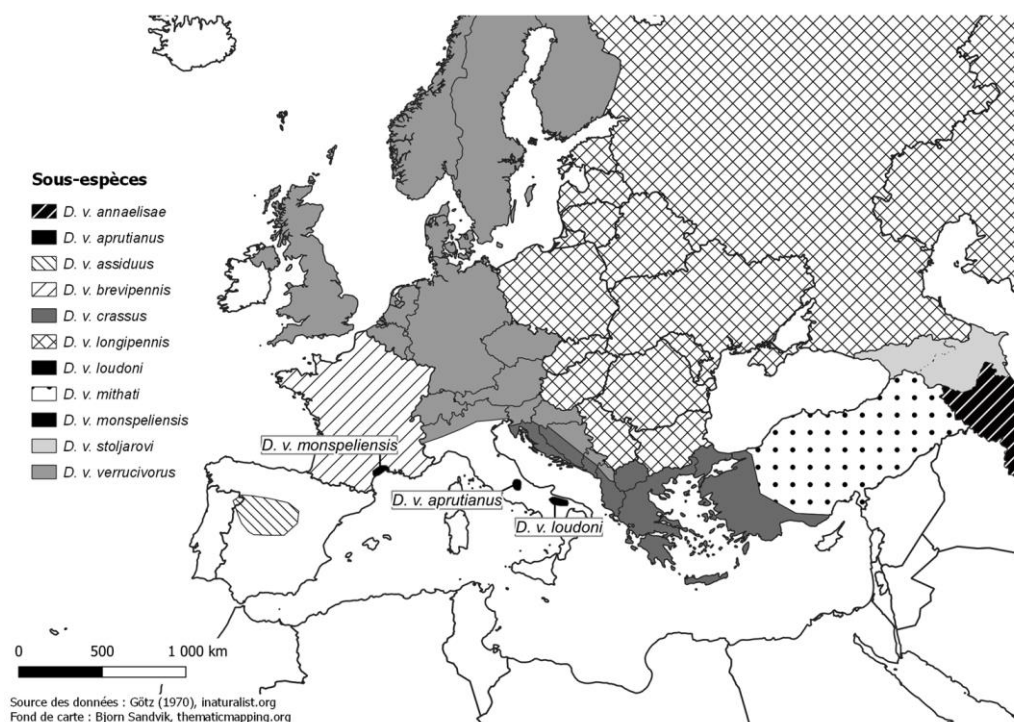 Sous-espèces
D. v. annaelisae
D. v. aprutianus
D. v. assiduus
D. v. brevipennis
D. v. crassus
D. v. longipennis
D. v. loudoni
D. v. mithati
D. v. monspeliensis
D. v. stoljarovi
D. v. verrucivorus
D. v. monspeliensis
D. v. aprutianus
D. v. loudoni
0 500 1 000 km
Source des données : Götz (1970), inaturalist.org
Fond de carte : Bjorn Sandvik, thematicmapping.org